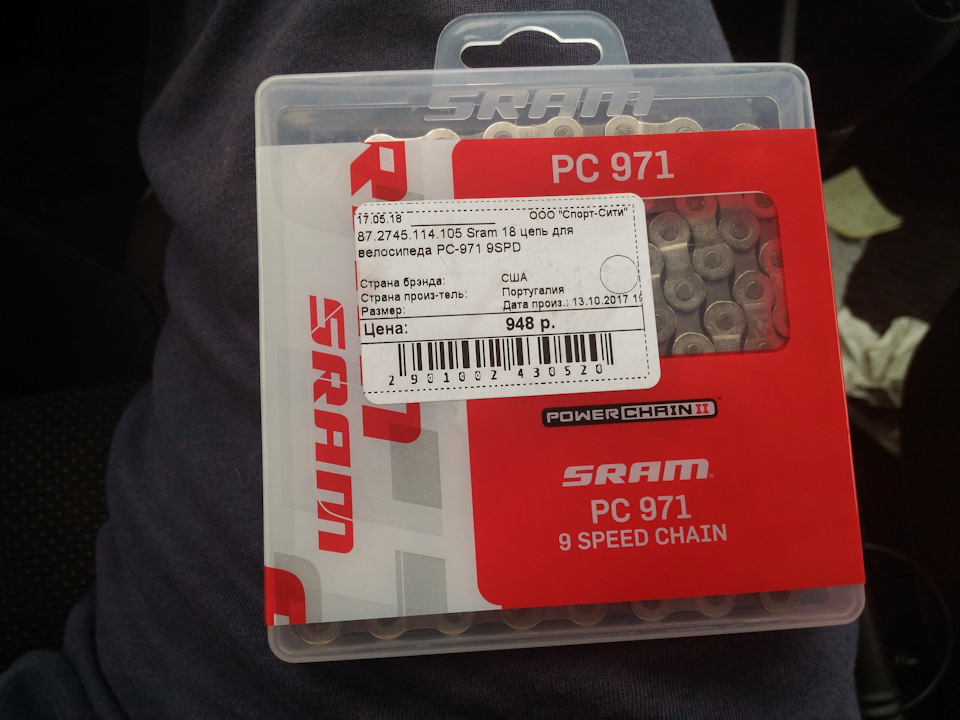 SRAM
PC 971
17.05.18 ООО "Спорт-Сити"
87.2745.114.105 Sram 18 цепь для
велосипеда PC-971 9SPD
Страна брэнда: США
Страна произ-тель: Португалия
Размер: Дата произ.: 13.10.2017
Цена: 948 р.
2 901002 430520
SRAM
POWERCHAIN II
SRAM
PC 971
9 SPEED CHAIN